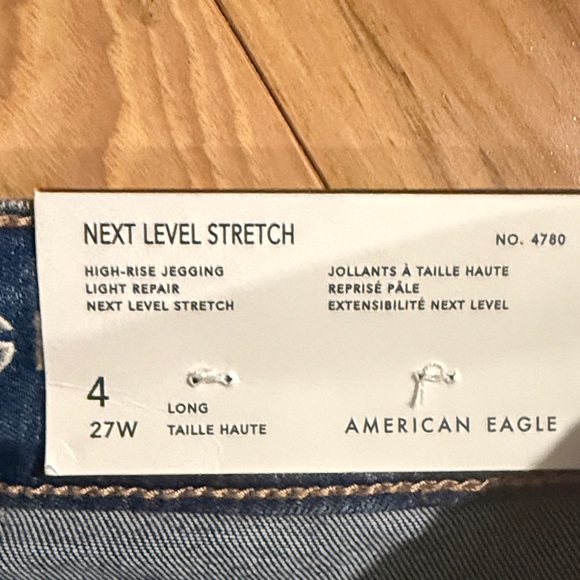 NEXT LEVEL STRETCH
NO. 4780
HIGH-RISE JEGGING
LIGHT REPAIR
NEXT LEVEL STRETCH
JOLLANTS À TAILLE HAUTE
REPRISÉ PÂLE
EXTENSIBILITÉ NEXT LEVEL
4
27W
LONG
TAILLE HAUTE
AMERICAN EAGLE